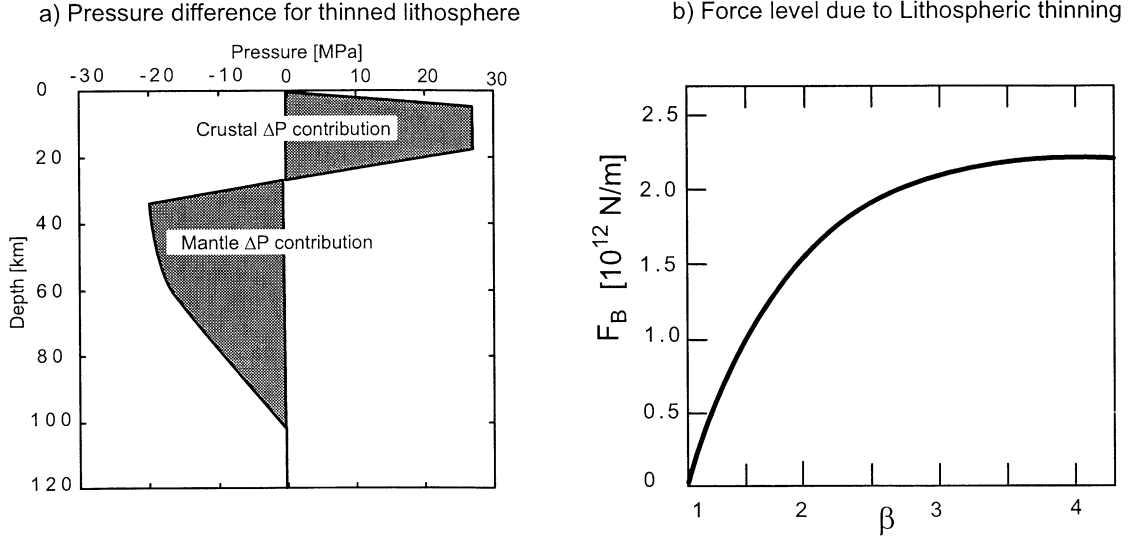 a) Pressure difference for thinned lithosphere
Pressure [MPa]
-30 -20 -10 0 10 20 30
0
20
40
60
80
100
120
Depth [km]
Crustal ΔP contribution
Mantle ΔP contribution
b) Force level due to Lithospheric thinning
2.5
2.0
1.5
1.0
0.5
0
F_B [10^12 N/m]
1 2 3 4
β